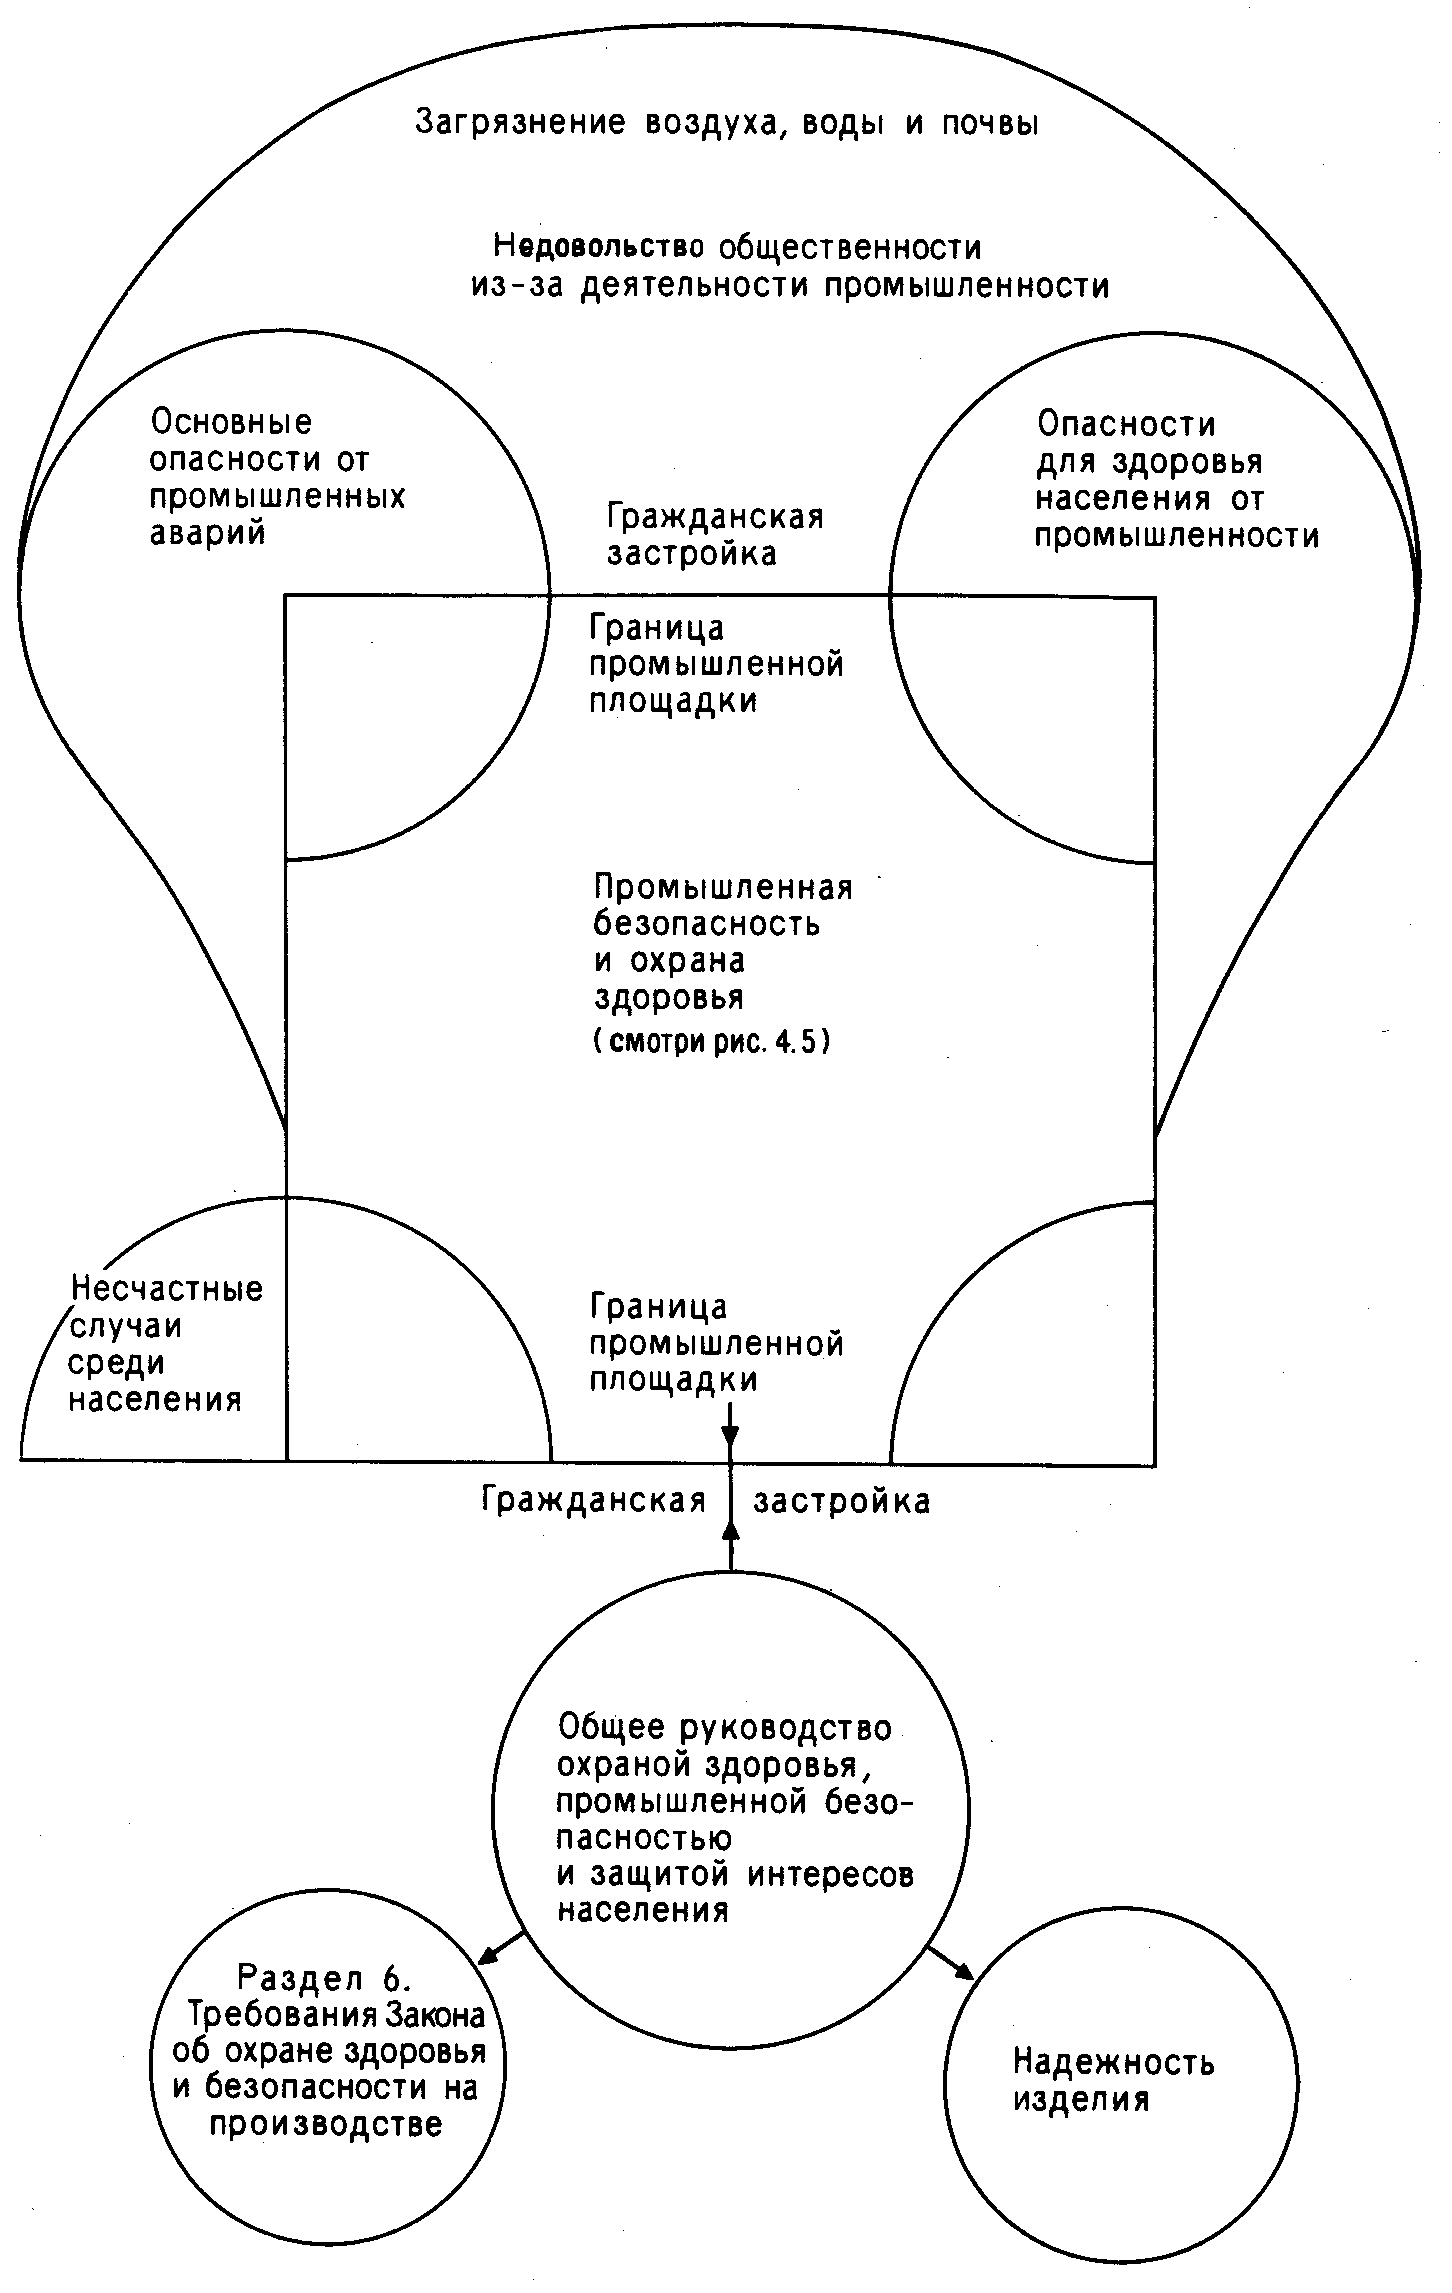 Загрязнение воздуха, воды и почвы
Недовольство общественности
из-за деятельности промышленности
Основные
опасности от
промышленных
аварий
Опасности
для здоровья
населения от
промышленности
Гражданская
застройка
Граница
промышленной
площадки
Промышленная
безопасность
и охрана
здоровья
(смотри рис. 4.5)
Несчастные
случаи
среди
населения
Граница
промышленной
площадки
Гражданская застройка
Общее руководство
охраной здоровья,
промышленной безо-
пасностью
и защитой интересов
населения
Раздел 6.
Требования Закона
об охране здоровья
и безопасности на
производстве
Надежность
изделия